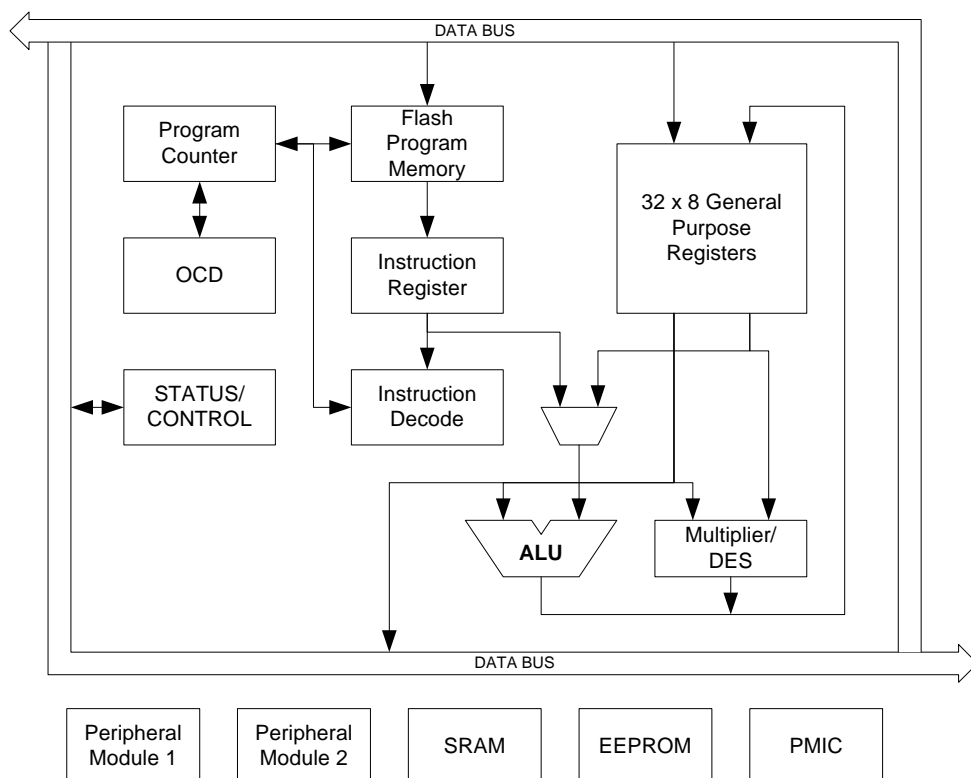 DATA BUS
Program
Counter
Flash
Program
Memory
32 x 8 General
Purpose
Registers
OCD
Instruction
Register
STATUS/
CONTROL
Instruction
Decode
ALU
Multiplier/
DES
DATA BUS
Peripheral
Module 1
Peripheral
Module 2
SRAM
EEPROM
PMIC